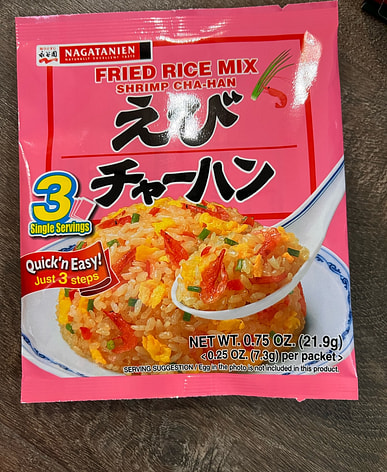 永谷園
NAGATANIEN
NATURALLY EXCELLENT TASTE
FRIED RICE MIX
SHRIMP CHA-HAN
えび
チャーハン
3
Single Servings
Quick'n Easy!
Just 3 steps
NET WT. 0.75 OZ. (21.9g)
<0.25 OZ. (7.3g) per packet>
SERVING SUGGESTION / Egg in the photo is not included in this product.